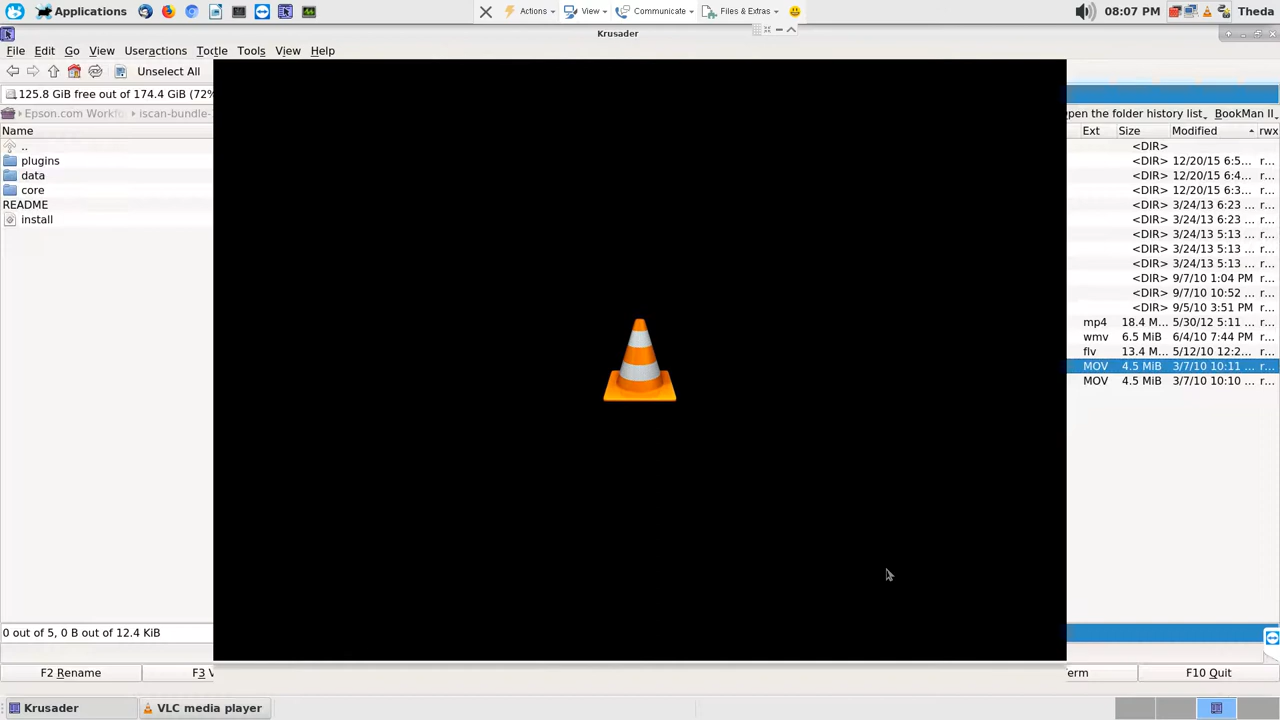 Applications Actions View Communicate Files & Extras 08:07 PM Theda
Krusader
File Edit Go View Useractions Toctle Tools View Help
Unselect All
125.8 GiB free out of 174.4 GiB (72%
Epson.com Workfo iscan-bundle- pen the folder history list BookMan II
Name Ext Size Modified rwx
.. <DIR>
plugins <DIR> 12/20/15 6:5... r...
data <DIR> 12/20/15 6:4... r...
core <DIR> 12/20/15 6:3... r...
README <DIR> 3/24/13 6:23 r...
install <DIR> 3/24/13 6:23 r...
<DIR> 3/24/13 5:13 ... r...
<DIR> 3/24/13 5:13 ... r...
<DIR> 3/24/13 5:13 ... r...
<DIR> 9/7/10 1:04 PM r...
<DIR> 9/7/10 10:52 ... r...
<DIR> 9/5/10 3:51 PM r...
mp4 18.4 M... 5/30/12 5:11 ... r...
wmv 6.5 MiB 6/4/10 7:44 PM r...
flv 13.4 M... 5/12/10 12:2... r...
MOV 4.5 MiB 3/7/10 10:11 ... r...
MOV 4.5 MiB 3/7/10 10:10 ... r...
0 out of 5, 0 B out of 12.4 KiB
F2 Rename F3 V erm F10 Quit
Krusader VLC media player